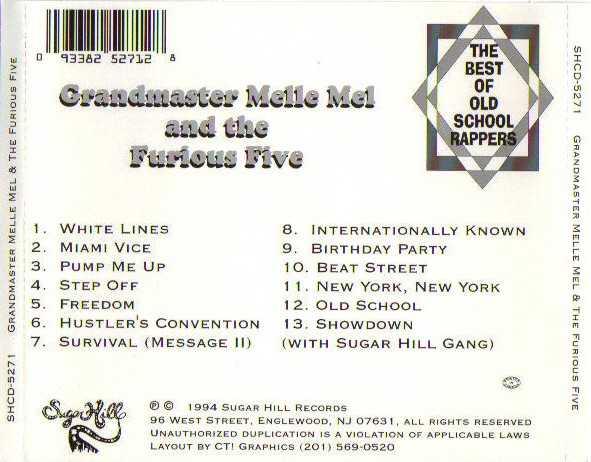 0 93382 52712 8
Grandmaster Melle Mel
and the
Furious Five
THE
BEST
OF
OLD
SCHOOL
RAPPERS
1. WHITE LINES
2. MIAMI VICE
3. PUMP ME UP
4. STEP OFF
5. FREEDOM
6. HUSTLER'S CONVENTION
7. SURVIVAL (MESSAGE II)
8. INTERNATIONALLY KNOWN
9. BIRTHDAY PARTY
10. BEAT STREET
11. NEW YORK, NEW YORK
12. OLD SCHOOL
13. SHOWDOWN
(WITH SUGAR HILL GANG)
Sugar Hill
℗ © 1994 SUGAR HILL RECORDS
96 WEST STREET, ENGLEWOOD, NJ 07631, ALL RIGHTS RESERVED
UNAUTHORIZED DUPLICATION IS A VIOLATION OF APPLICABLE LAWS
LAYOUT BY CT! GRAPHICS (201) 569-0520
SHCD-5271 GRANDMASTER MELLE MEL & THE FURIOUS FIVE
SHCD-5271 GRANDMASTER MELLE MEL & THE FURIOUS FIVE